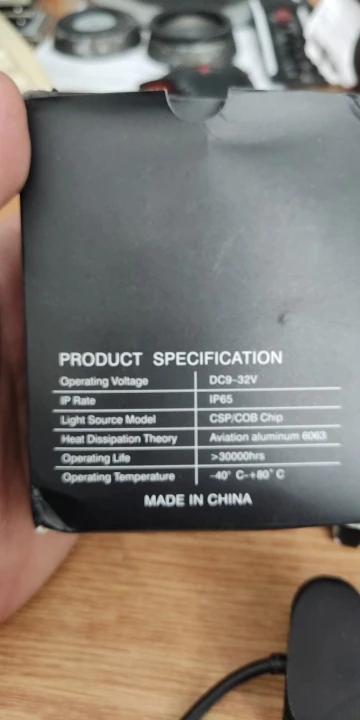 PRODUCT SPECIFICATION
Operating Voltage DC9-32V
IP Rate IP65
Light Source Model CSP/COB Chip
Heat Dissipation Theory Aviation aluminum 6063
Operating Life >30000hrs
Operating Temperature -40° C-+80° C
MADE IN CHINA